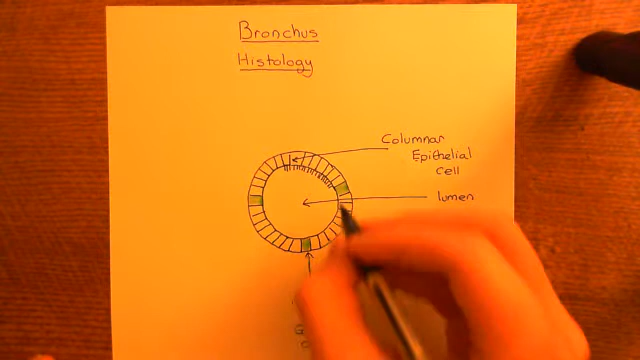 Bronchus
Histology
Columnar
Epithelial
Cell
lumen